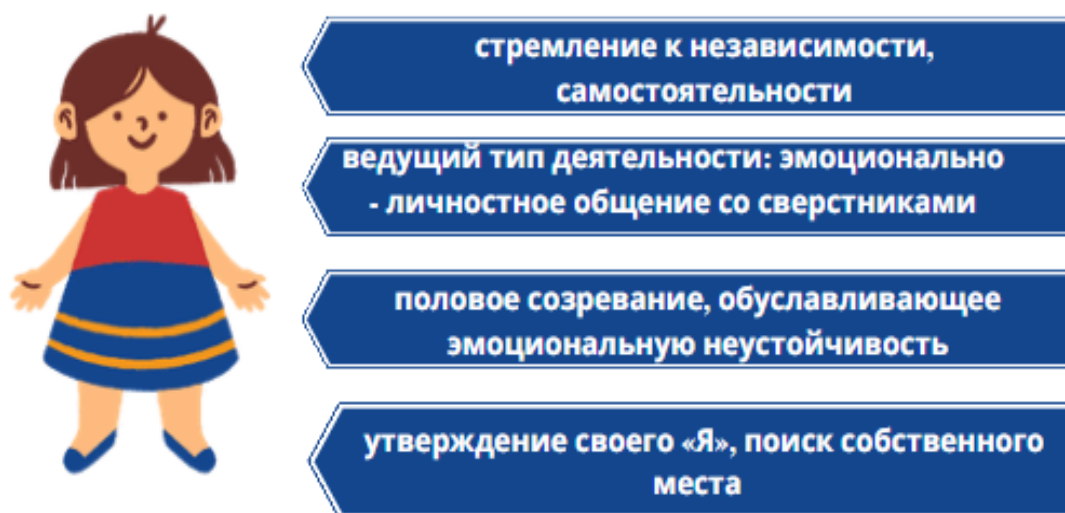 стремление к независимости,
самостоятельности
ведущий тип деятельности: эмоционально
- личностное общение со сверстниками
половое созревание, обуславливающее
эмоциональную неустойчивость
утверждение своего «Я», поиск собственного
места